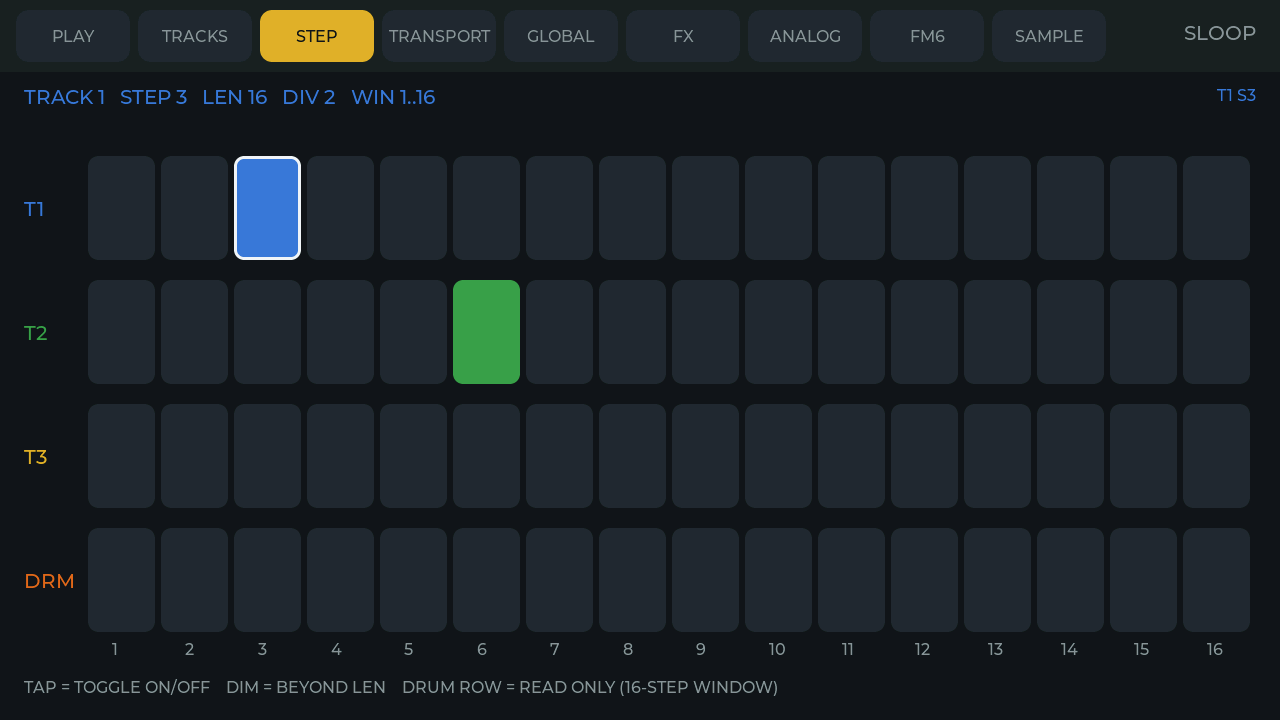 PLAY TRACKS STEP TRANSPORT GLOBAL FX ANALOG FM6 SAMPLE SLOOP
TRACK 1 STEP 3 LEN 16 DIV 2 WIN 1..16 T1 S3
T1
T2
T3
DRM
1 2 3 4 5 6 7 8 9 10 11 12 13 14 15 16
TAP = TOGGLE ON/OFF DIM = BEYOND LEN DRUM ROW = READ ONLY (16-STEP WINDOW)